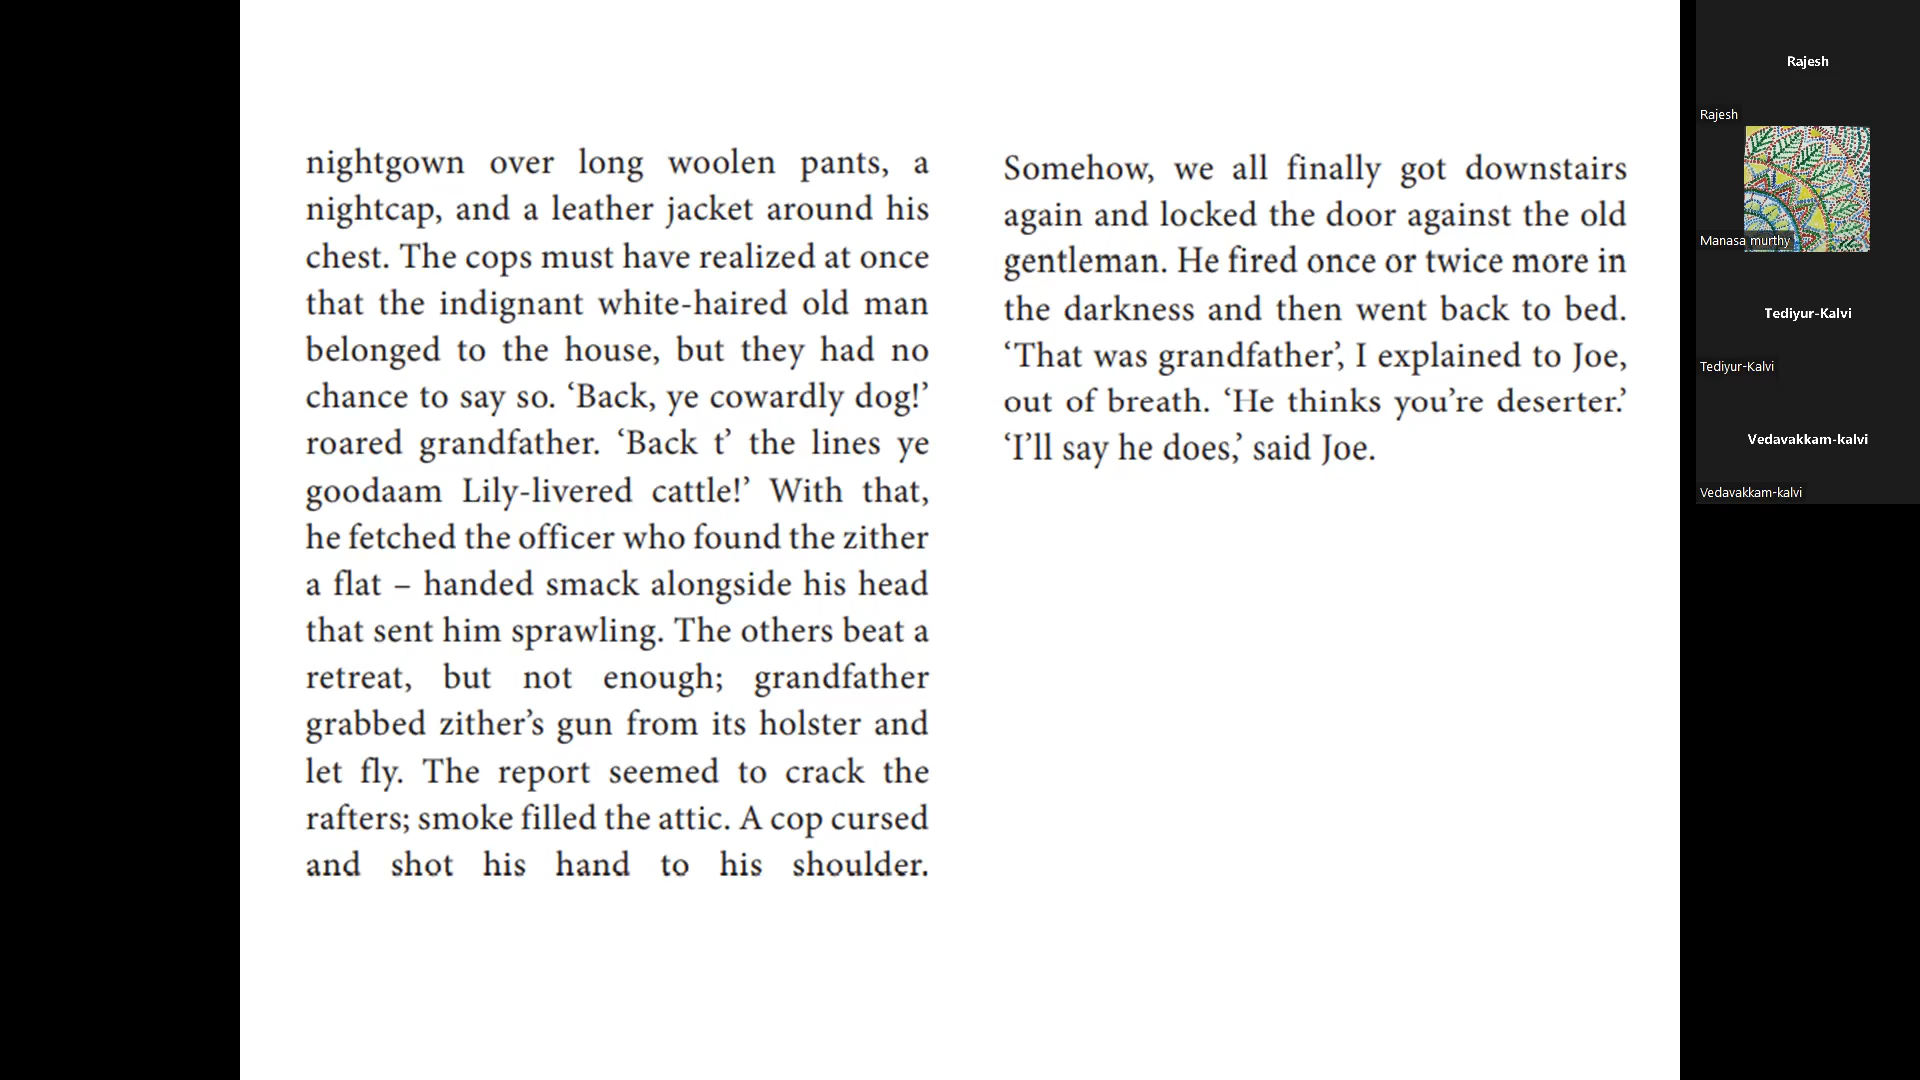 nightgown over long woolen pants, a
nightcap, and a leather jacket around his
chest. The cops must have realized at once
that the indignant white-haired old man
belonged to the house, but they had no
chance to say so. ‘Back, ye cowardly dog!’
roared grandfather. ‘Back t’ the lines ye
goodaam Lily-livered cattle!’ With that,
he fetched the officer who found the zither
a flat – handed smack alongside his head
that sent him sprawling. The others beat a
retreat, but not enough; grandfather
grabbed zither’s gun from its holster and
let fly. The report seemed to crack the
rafters; smoke filled the attic. A cop cursed
and shot his hand to his shoulder.
Somehow, we all finally got downstairs
again and locked the door against the old
gentleman. He fired once or twice more in
the darkness and then went back to bed.
‘That was grandfather’, I explained to Joe,
out of breath. ‘He thinks you’re deserter.’
‘I’ll say he does,’ said Joe.
Rajesh
Rajesh
Manasa murthy
Tediyur-Kalvi
Tediyur-Kalvi
Vedavakkam-kalvi
Vedavakkam-kalvi